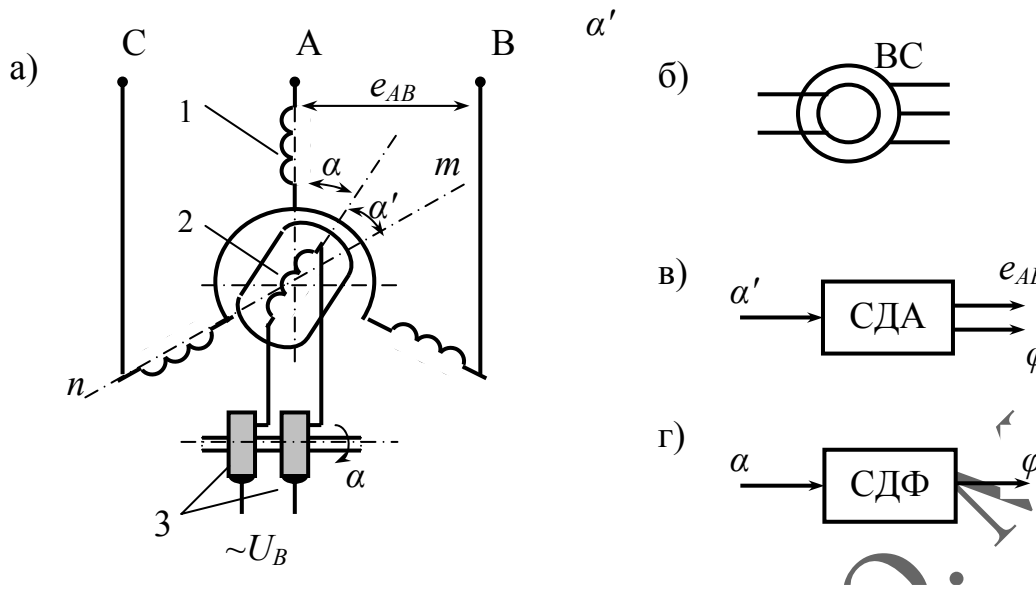 α′
а)
C
A
B
б)
ВС
e_AB
1
α
m
α′
2
в)
α′
СДА
e_AB
φ
n
г)
α
СДФ
φ
α
3
~U_B